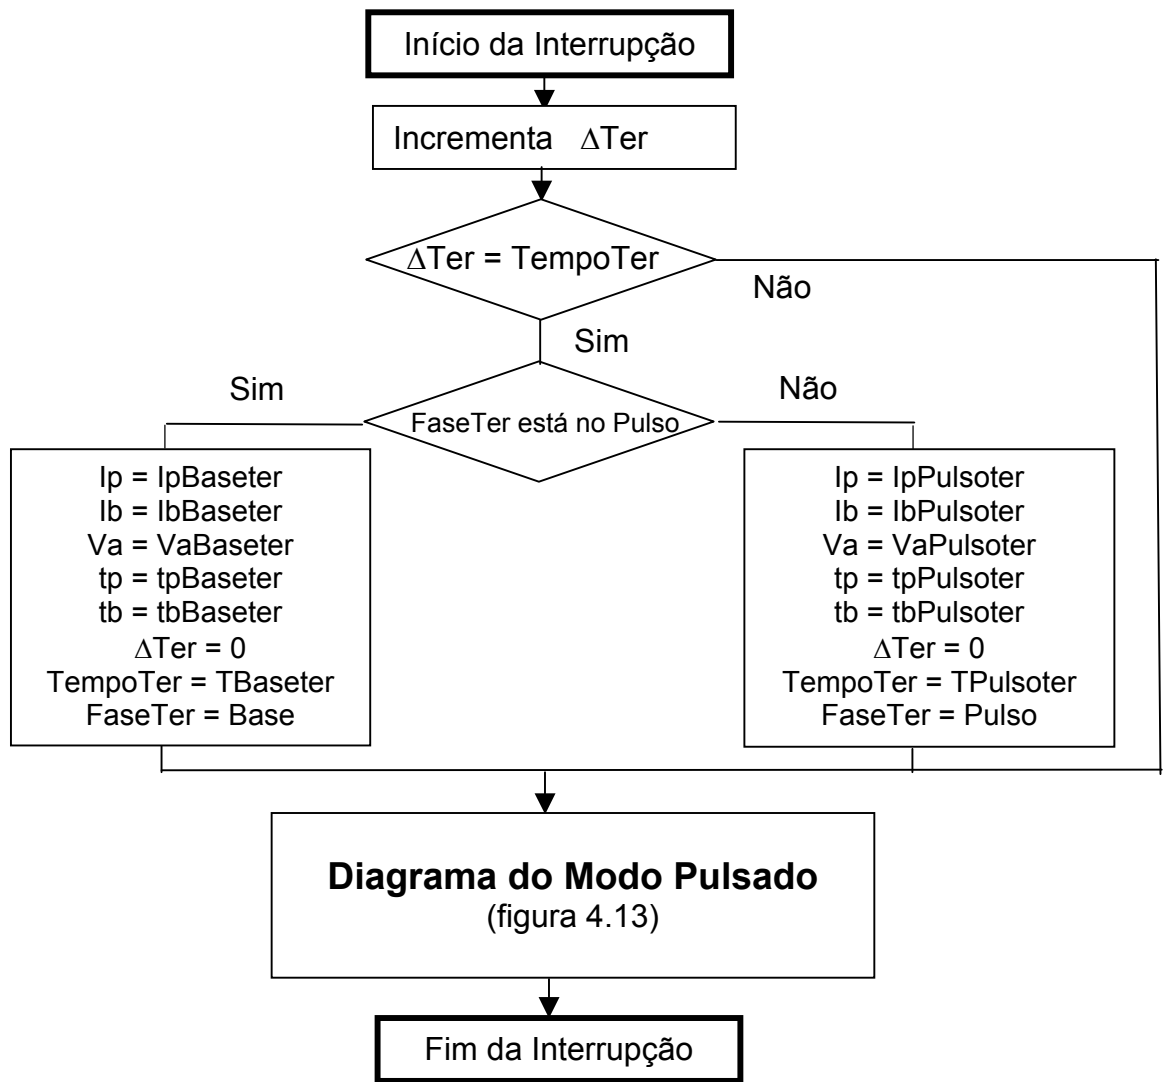 Início da Interrupção
Incrementa ∆Ter
∆Ter = TempoTer
Não
Sim
Sim
Não
FaseTer está no Pulso
Ip = IpBaseter
Ib = IbBaseter
Va = VaBaseter
tp = tpBaseter
tb = tbBaseter
∆Ter = 0
TempoTer = TBaseter
FaseTer = Base
Ip = IpPulsoter
Ib = IbPulsoter
Va = VaPulsoter
tp = tpPulsoter
tb = tbPulsoter
∆Ter = 0
TempoTer = TPulsoter
FaseTer = Pulso
Diagrama do Modo Pulsado
(figura 4.13)
Fim da Interrupção